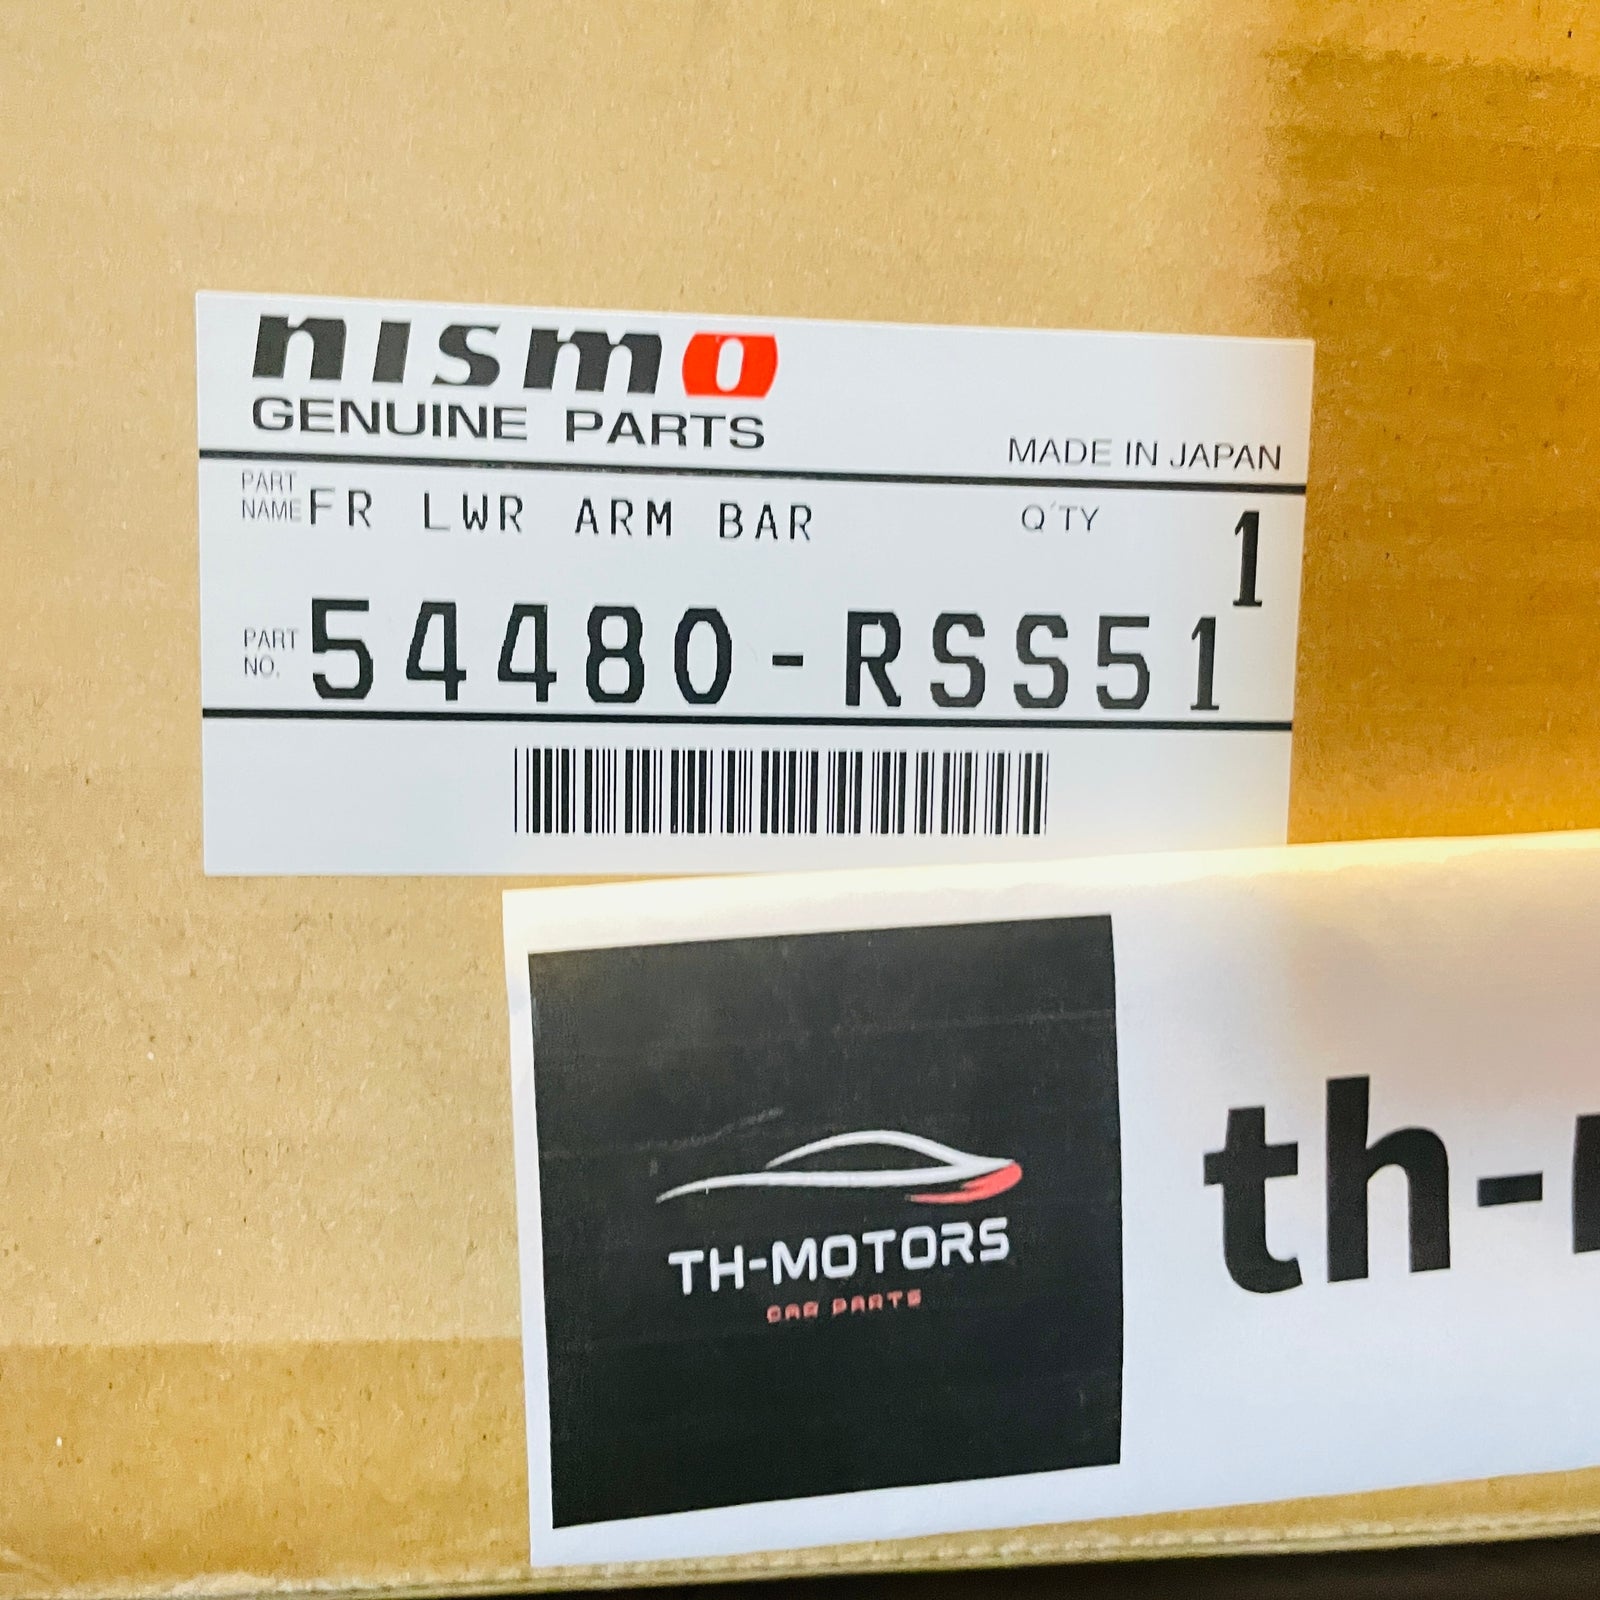 nismo
GENUINE PARTS
MADE IN JAPAN
PART NAME FR LWR ARM BAR
Q'TY 1
PART NO. 54480-RSS51
TH-MOTORS
CAR PARTS
th-